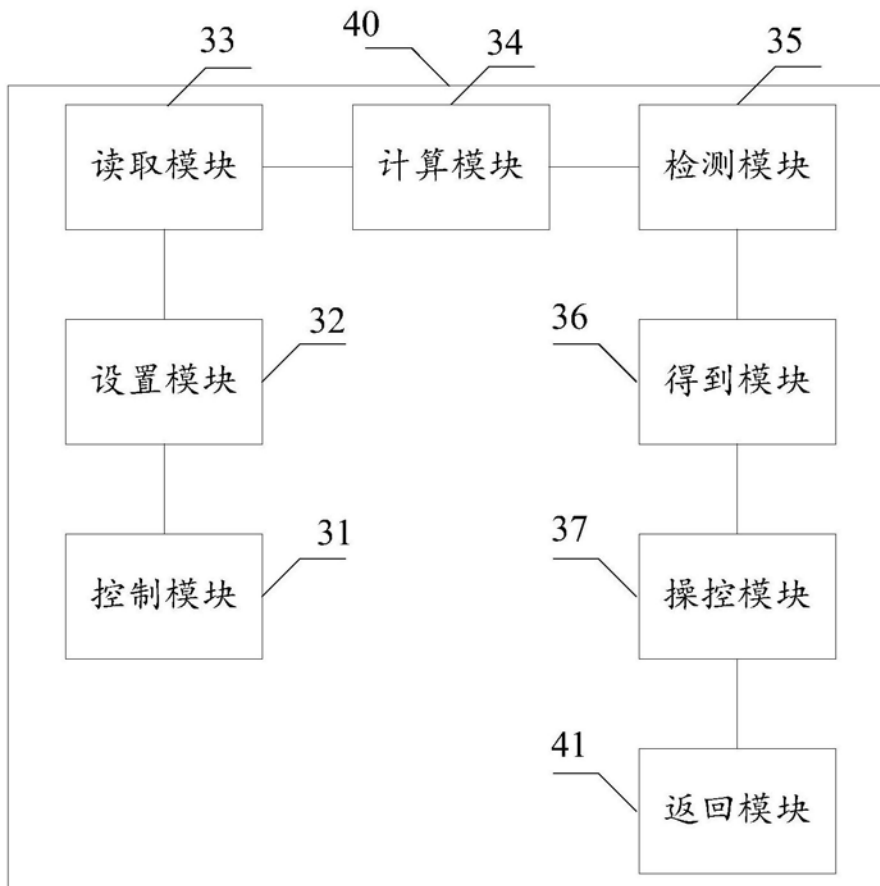 33
40
34
35
读取模块
计算模块
检测模块
32
36
设置模块
得到模块
31
37
控制模块
操控模块
41
返回模块